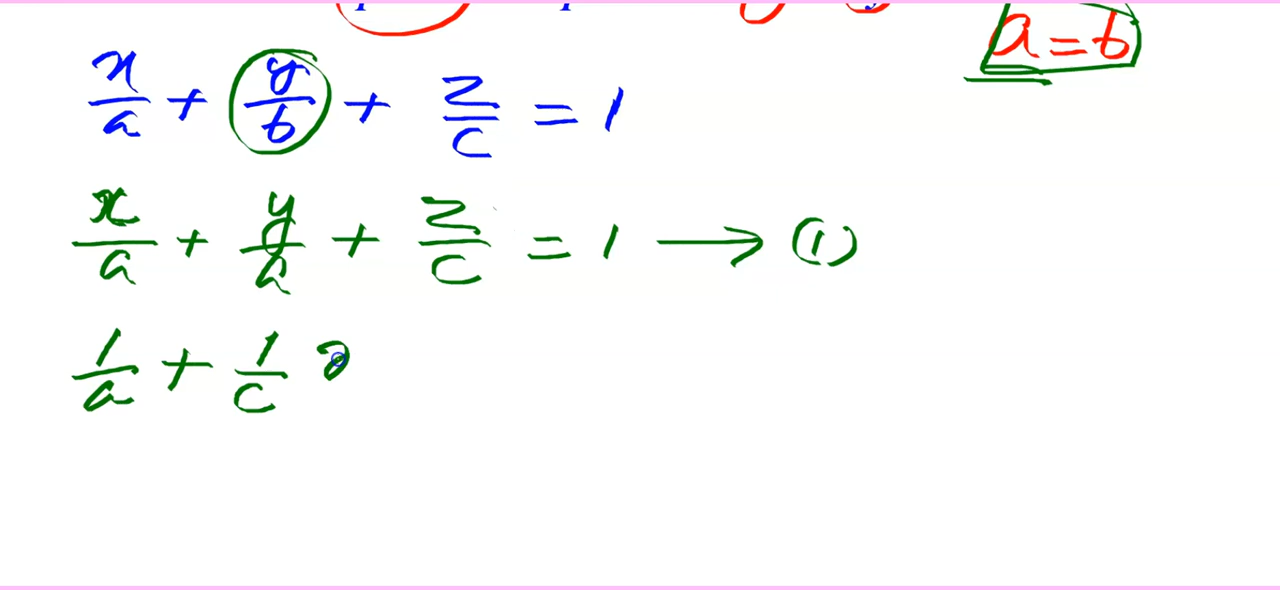 a = b
x/a + y/b + z/c = 1
x/a + y/a + z/c = 1 → (1)
1/a + 1/c ∂